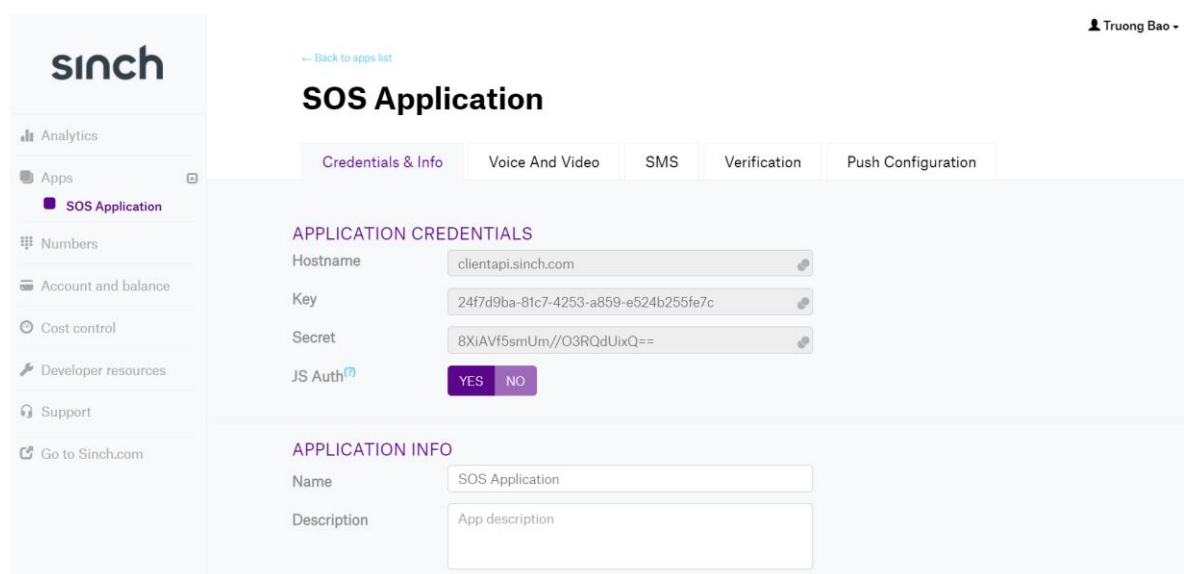 Truong Bao
sinch
← Back to apps list
SOS Application
Analytics
Apps
SOS Application
Numbers
Account and balance
Cost control
Developer resources
Support
Go to Sinch.com
Credentials & Info
Voice And Video
SMS
Verification
Push Configuration
APPLICATION CREDENTIALS
Hostname
clientapi.sinch.com
Key
24f7d9ba-81c7-4253-a859-e524b255fe7c
Secret
8XiAVf5smUm//O3RQdUixQ==
JS Auth(?)
YES NO
APPLICATION INFO
Name
SOS Application
Description
App description